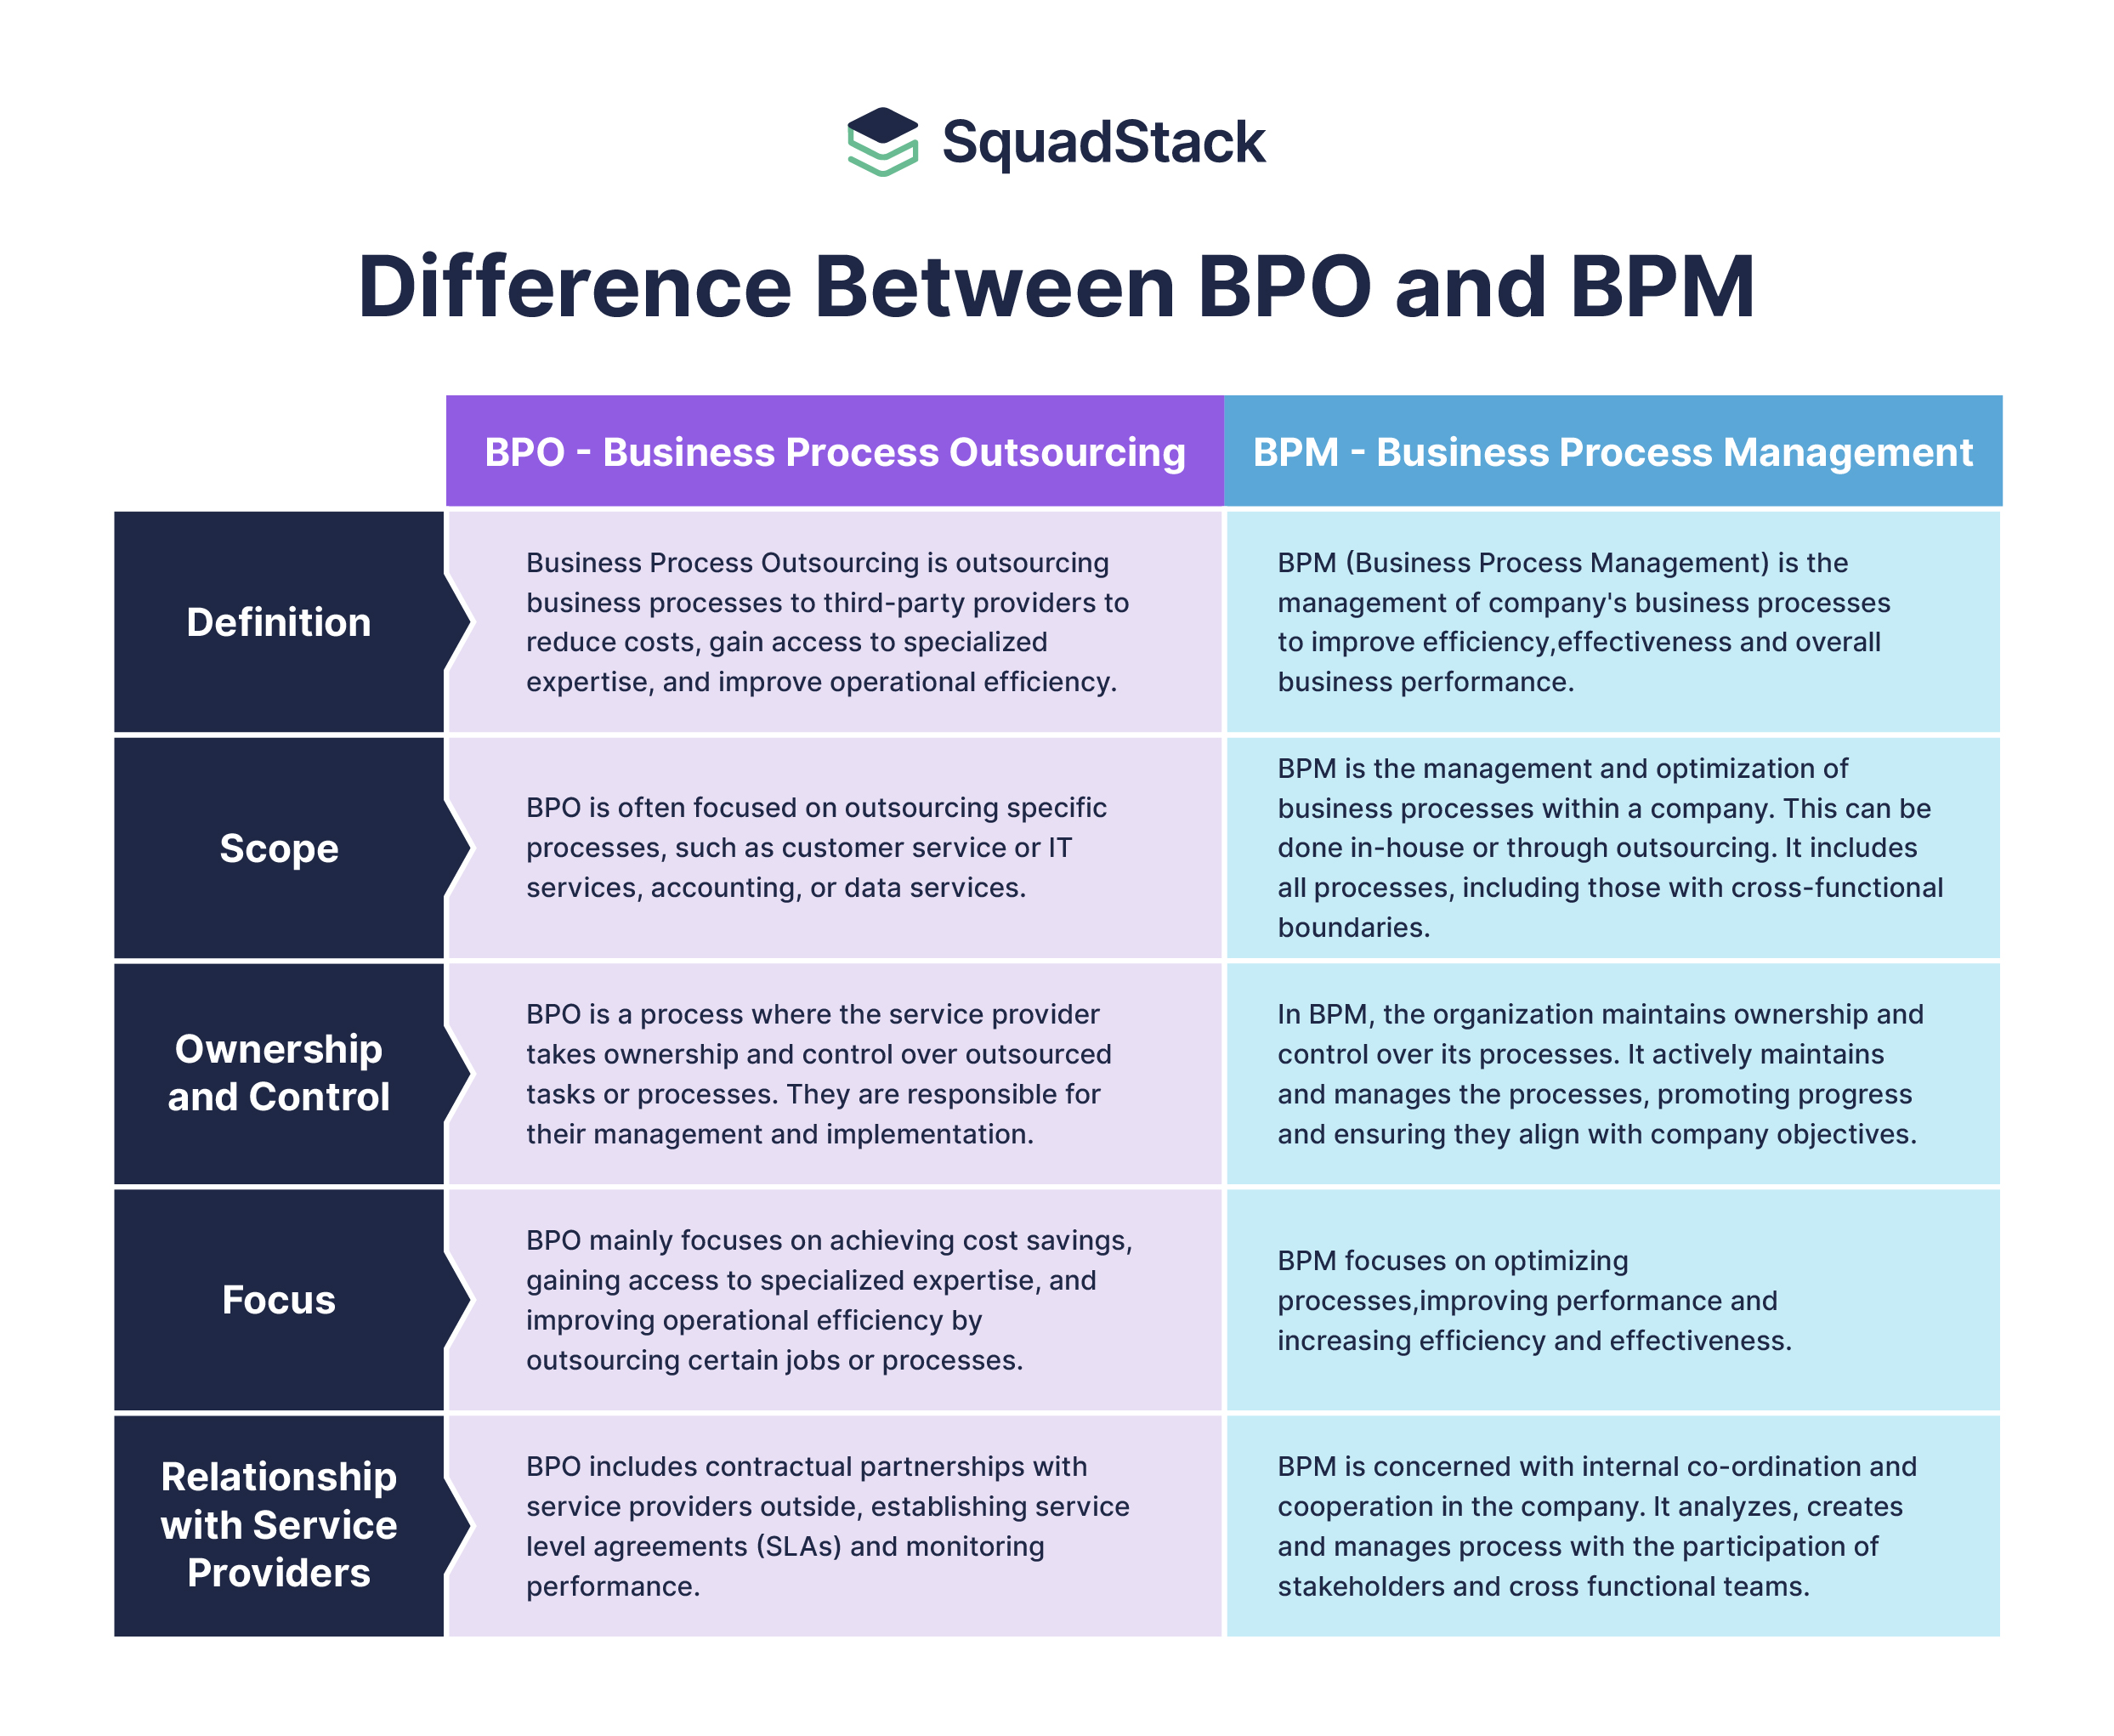 SquadStack
Difference Between BPO and BPM
BPO - Business Process Outsourcing
BPM - Business Process Management
Definition
Business Process Outsourcing is outsourcing
business processes to third-party providers to
reduce costs, gain access to specialized
expertise, and improve operational efficiency.
BPM (Business Process Management) is the
management of company's business processes
to improve efficiency,effectiveness and overall
business performance.
Scope
BPO is often focused on outsourcing specific
processes, such as customer service or IT
services, accounting, or data services.
BPM is the management and optimization of
business processes within a company. This can be
done in-house or through outsourcing. It includes
all processes, including those with cross-functional
boundaries.
Ownership
and Control
BPO is a process where the service provider
takes ownership and control over outsourced
tasks or processes. They are responsible for
their management and implementation.
In BPM, the organization maintains ownership and
control over its processes. It actively maintains
and manages the processes, promoting progress
and ensuring they align with company objectives.
Focus
BPO mainly focuses on achieving cost savings,
gaining access to specialized expertise, and
improving operational efficiency by
outsourcing certain jobs or processes.
BPM focuses on optimizing
processes,improving performance and
increasing efficiency and effectiveness.
Relationship
with Service
Providers
BPO includes contractual partnerships with
service providers outside, establishing service
level agreements (SLAs) and monitoring
performance.
BPM is concerned with internal co-ordination and
cooperation in the company. It analyzes, creates
and manages process with the participation of
stakeholders and cross functional teams.